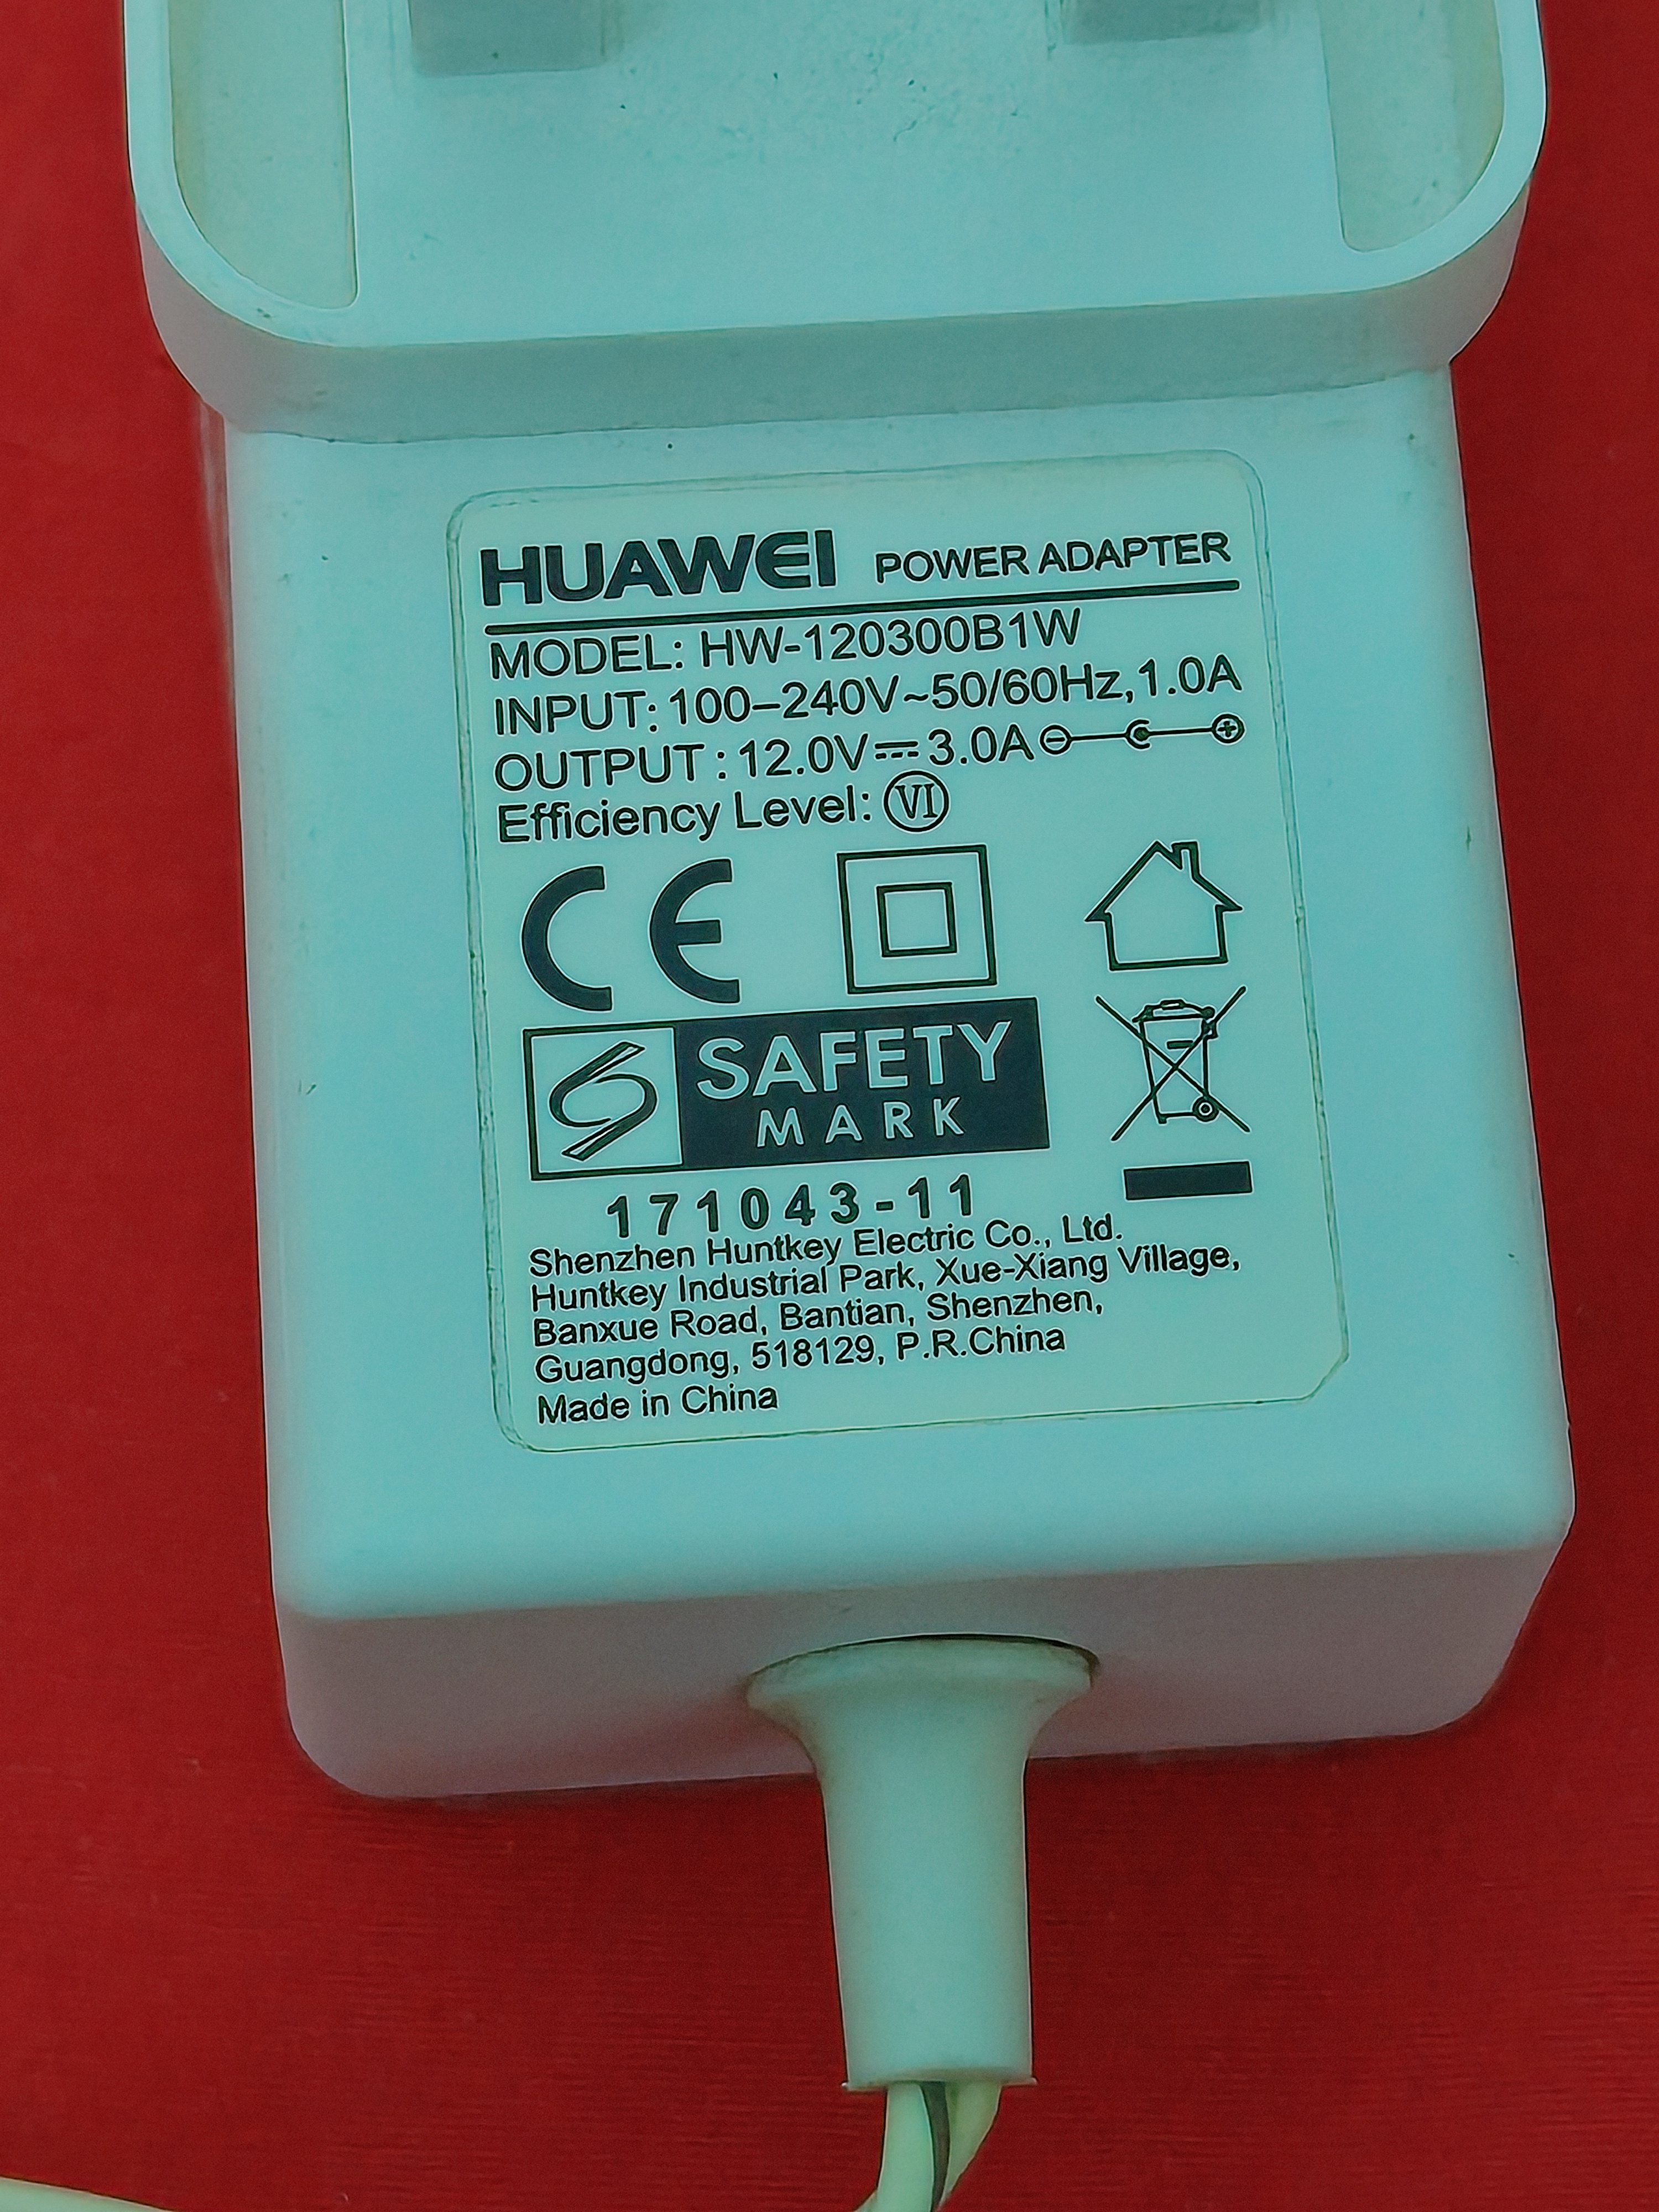 HUAWEI POWER ADAPTER
MODEL: HW-120300B1W
INPUT: 100–240V~50/60Hz,1.0A
OUTPUT : 12.0V⎓3.0A
Efficiency Level: Ⅵ
CE
SAFETY
MARK
171043-11
Shenzhen Huntkey Electric Co., Ltd.
Huntkey Industrial Park, Xue-Xiang Village,
Banxue Road, Bantian, Shenzhen,
Guangdong, 518129, P.R.China
Made in China